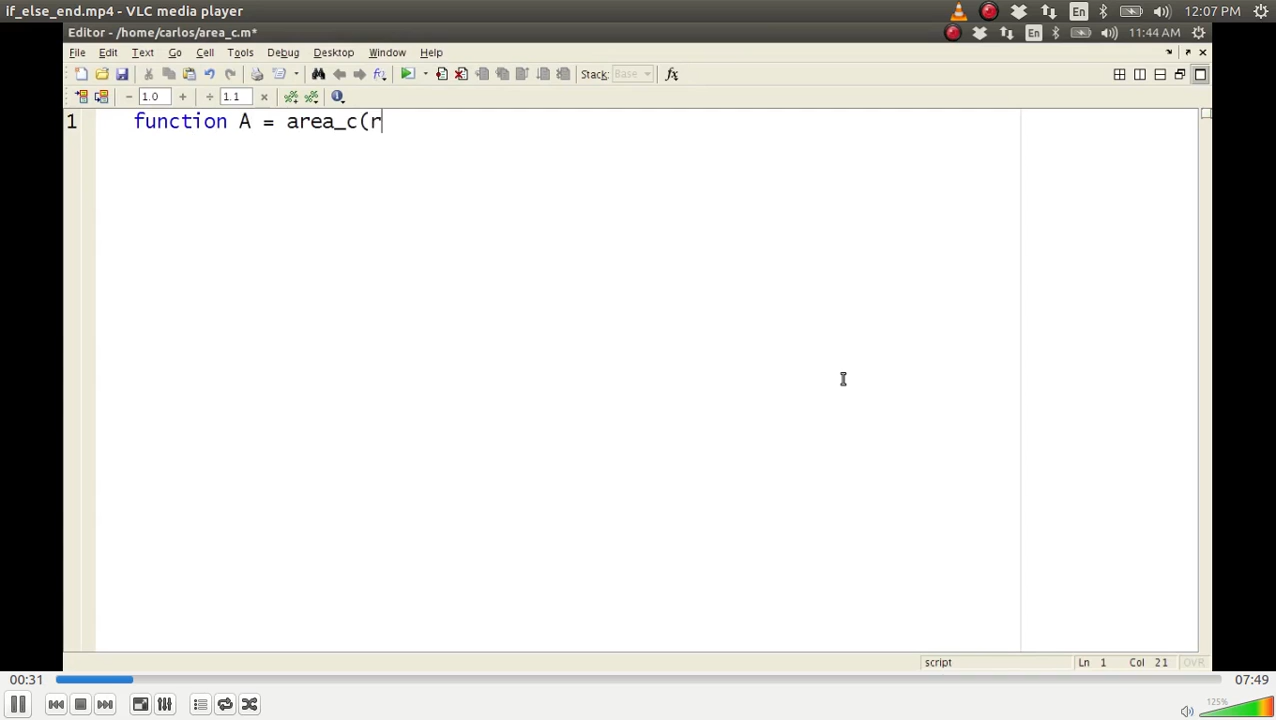 if_else_end.mp4 - VLC media player
En
12:07 PM
Editor - /home/carlos/area_c.m*
En
11:44 AM
File Edit Text Go Cell Tools Debug Desktop Window Help
Stack: Base
fx
- 1.0 + ÷ 1.1 ×
1 function A = area_c(r
script
Ln 1 Col 21 OVR
00:31
07:49
125%